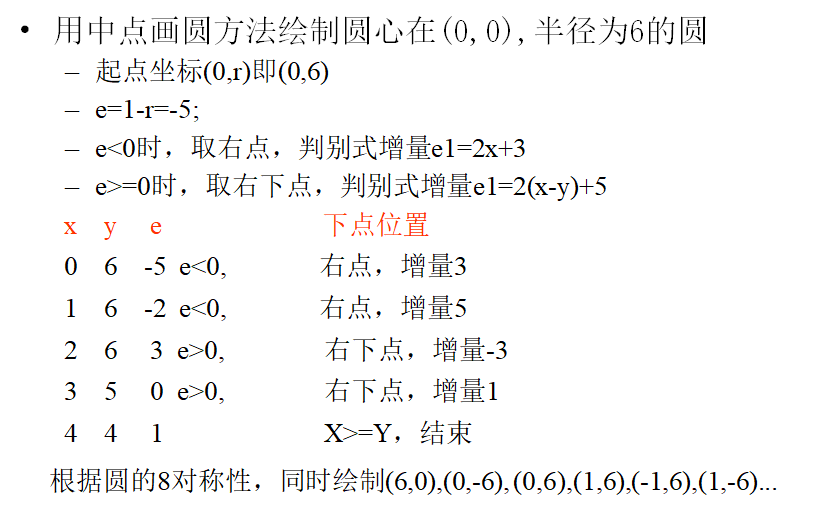 • 用中点画圆方法绘制圆心在(0,0),半径为6的圆
– 起点坐标(0,r)即(0,6)
– e=1-r=-5;
– e<0时，取右点，判别式增量e1=2x+3
– e>=0时，取右下点，判别式增量e1=2(x-y)+5
x y e 下点位置
0 6 -5 e<0, 右点，增量3
1 6 -2 e<0, 右点，增量5
2 6 3 e>0, 右下点，增量-3
3 5 0 e>0, 右下点，增量1
4 4 1 X>=Y，结束
根据圆的8对称性，同时绘制(6,0),(0,-6),(0,6),(1,6),(-1,6),(1,-6)...